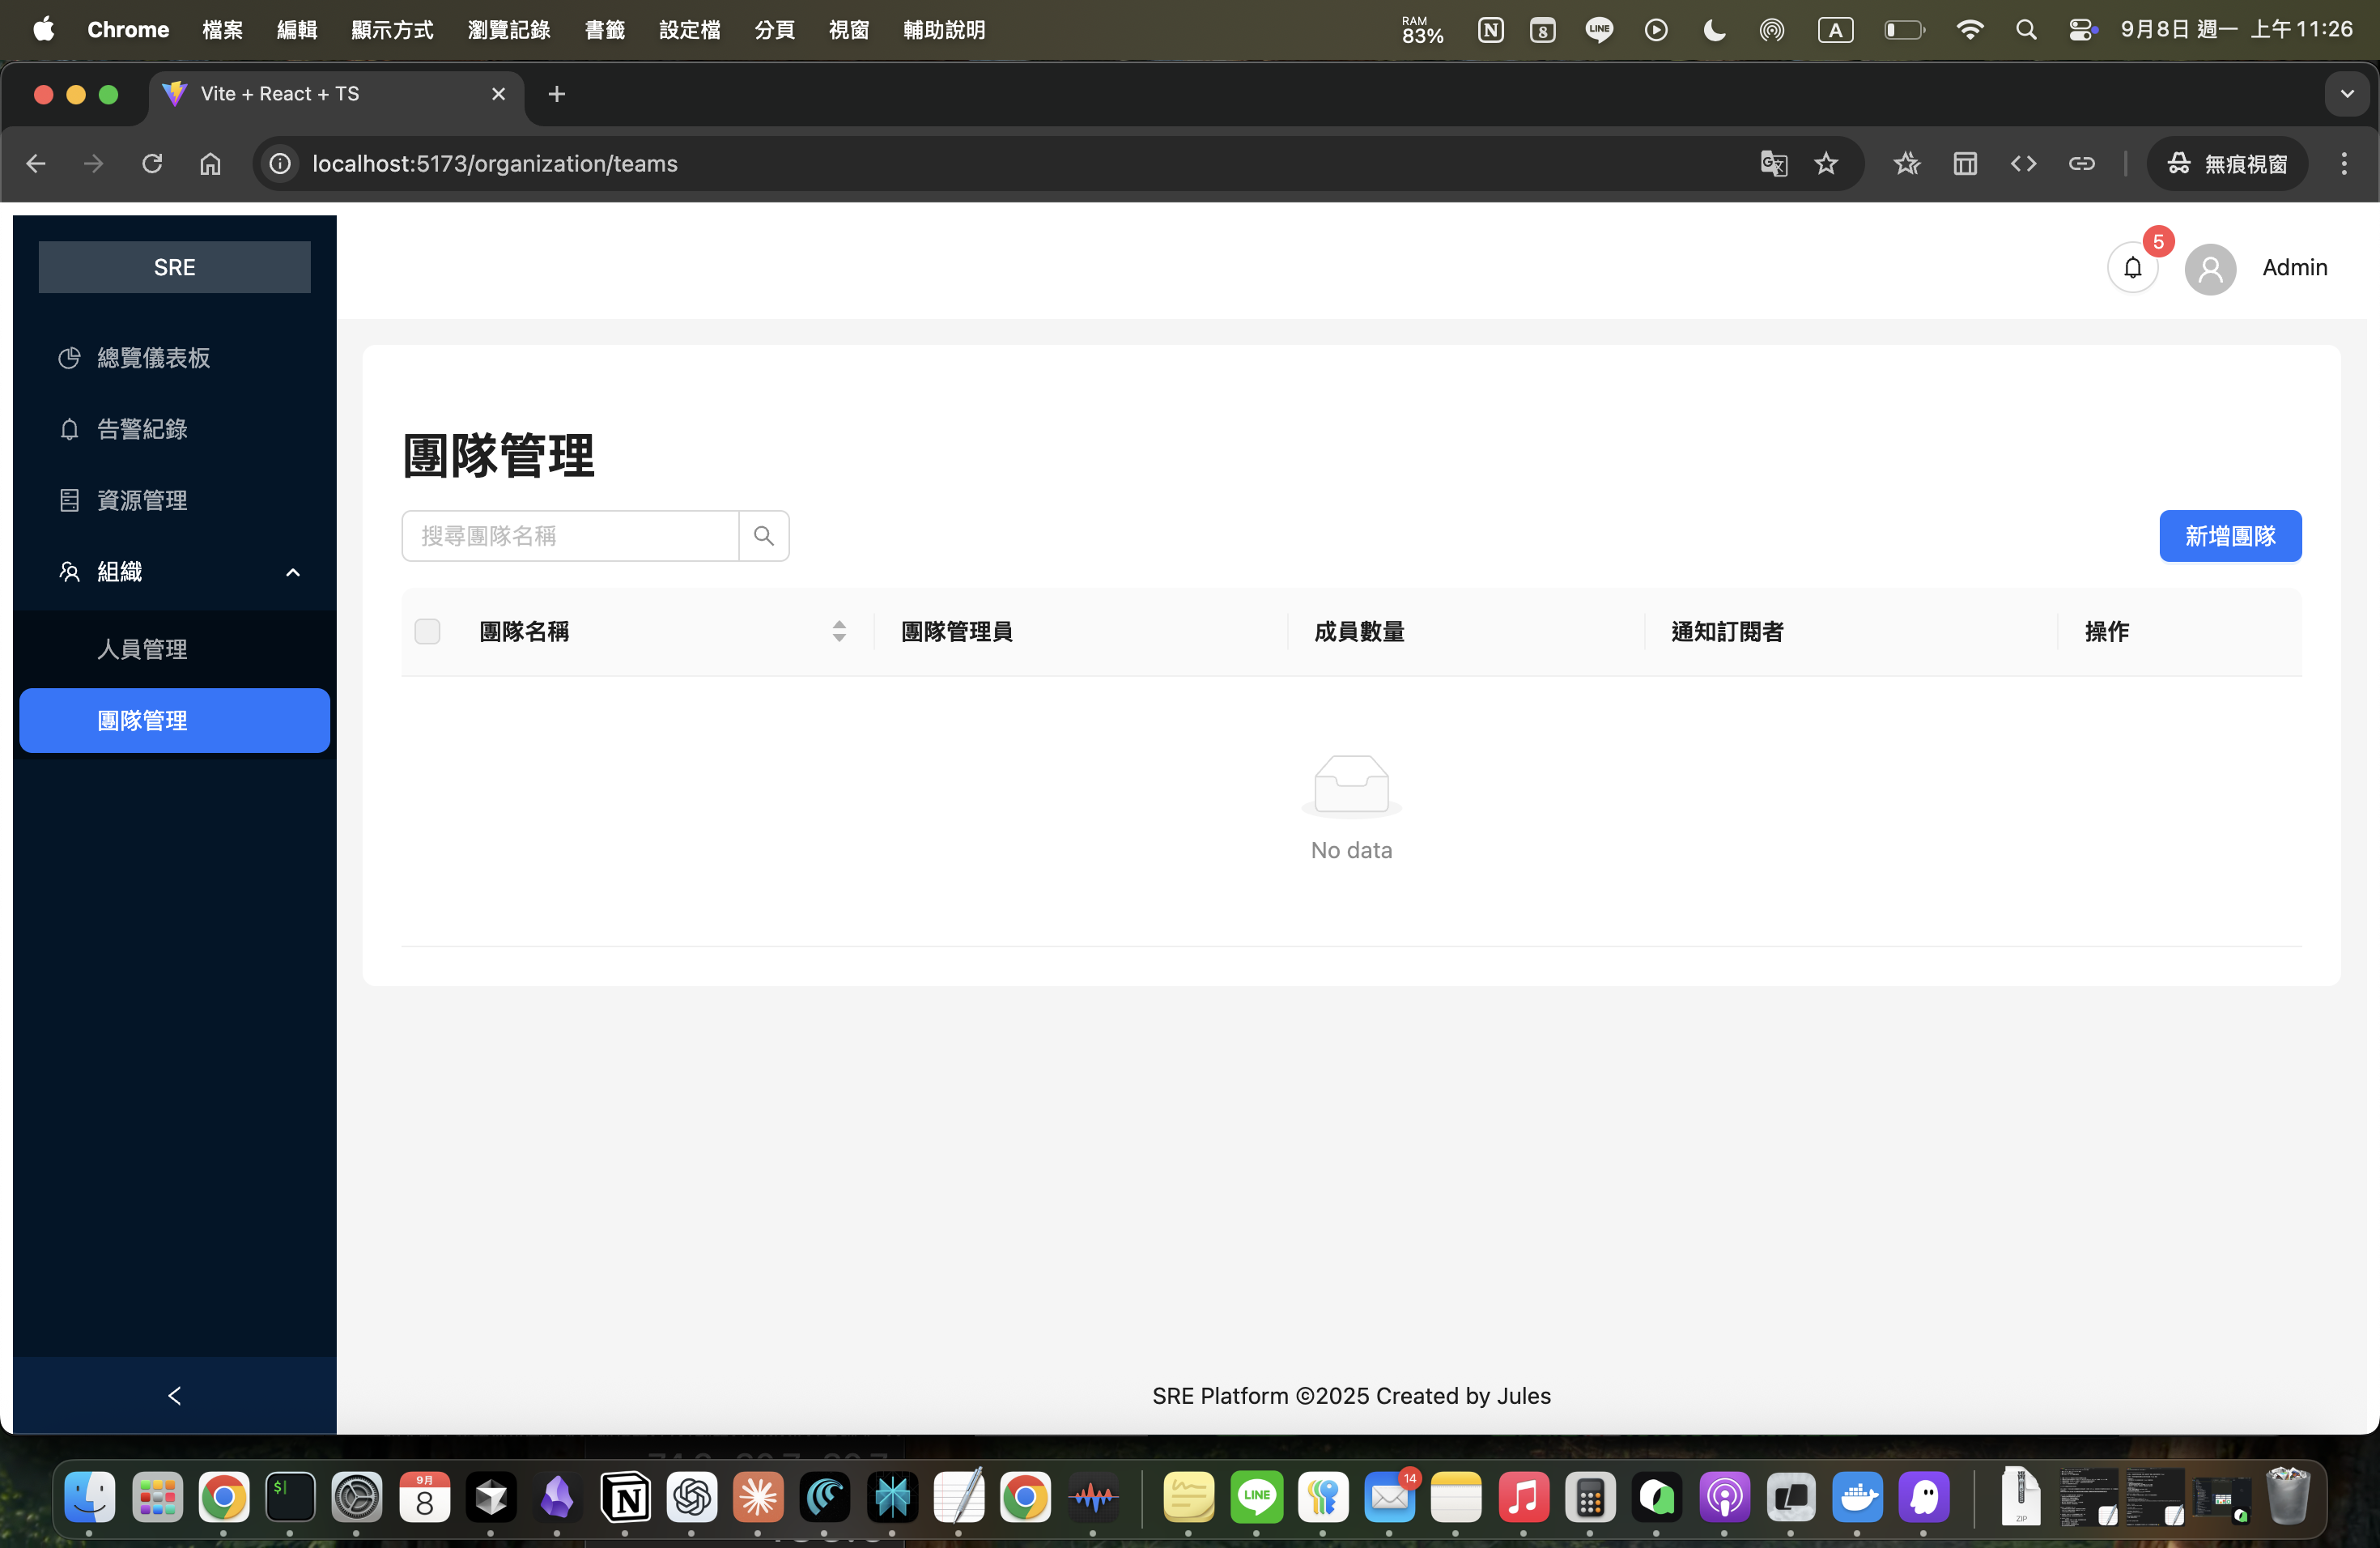 Chrome 檔案 編輯 顯示方式 瀏覽記錄 書籤 設定檔 分頁 視窗 輔助說明 RAM 83% N 8 LINE A 9月8日 週一 上午11:26
Vite + React + TS
localhost:5173/organization/teams 無痕視窗
SRE
5
Admin
總覽儀表板
告警紀錄
資源管理
組織
人員管理
團隊管理
團隊管理
搜尋團隊名稱
新增團隊
團隊名稱 團隊管理員 成員數量 通知訂閱者 操作
No data
SRE Platform ©2025 Created by Jules
$
9月
8
N
LINE
14
ZIP